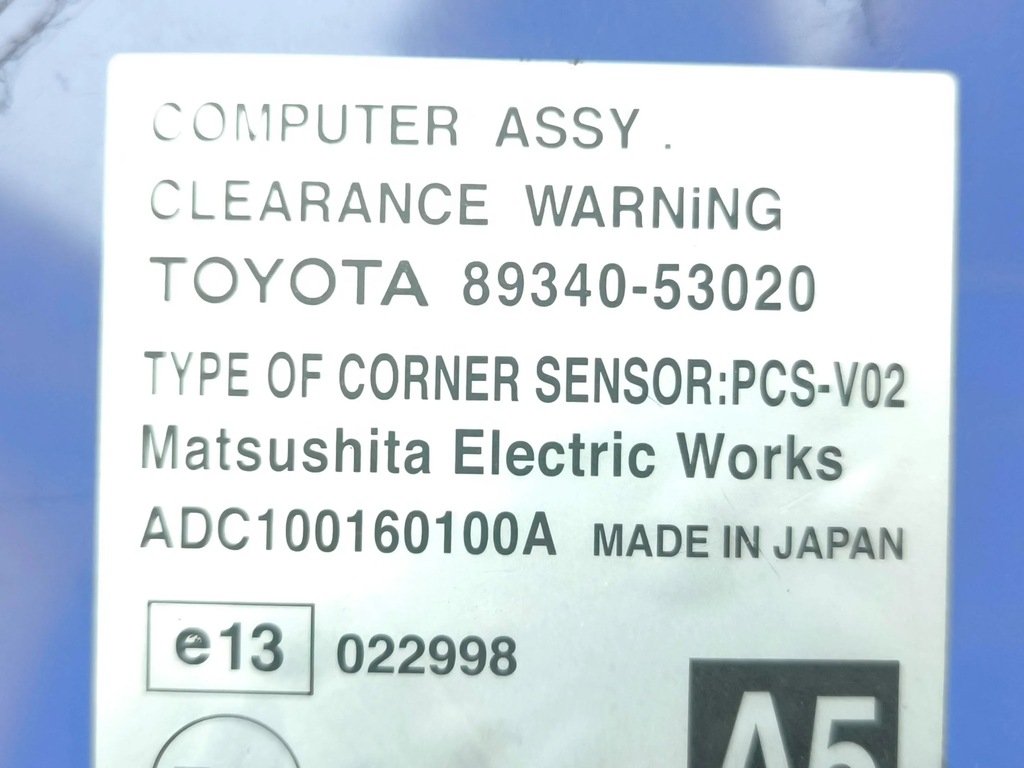 COMPUTER ASSY.
CLEARANCE WARNiNG
TOYOTA 89340-53020
TYPE OF CORNER SENSOR:PCS-V02
Matsushita Electric Works
ADC100160100A MADE IN JAPAN
e13 022998
A5